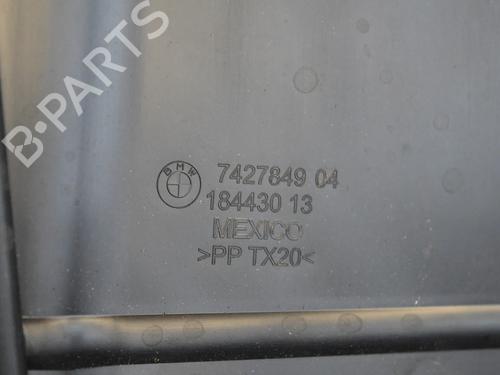 B-PARTS
BMW
7427849 04
184430 13
MEXICO
>PP TX20<